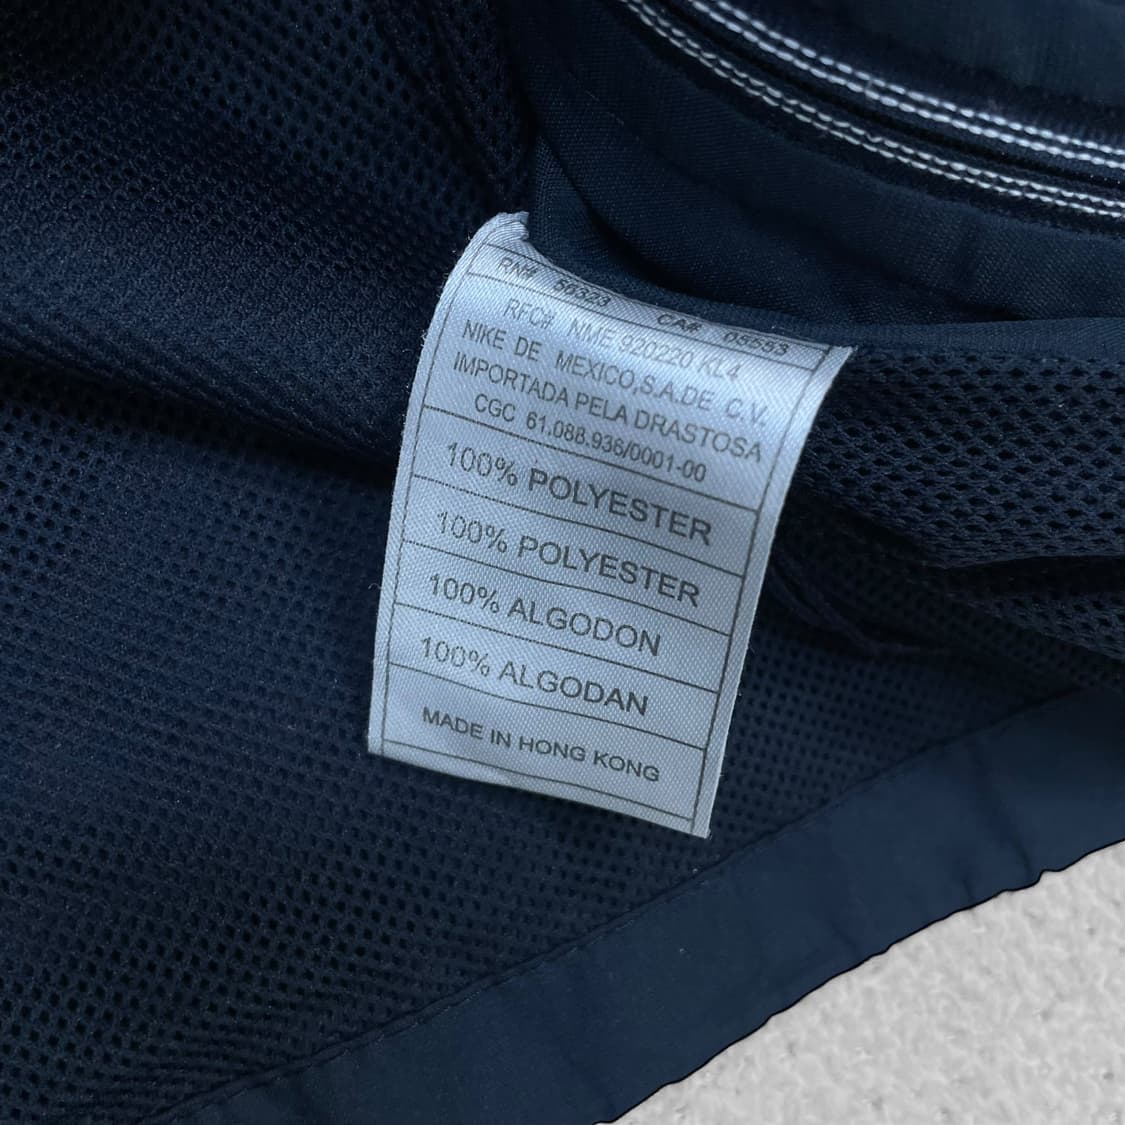 RN# 56323 CA# 05553
RFC# NME 920220 KL4
NIKE DE MEXICO,S.A.DE C.V.
IMPORTADA PELA DRASTOSA
CGC 61.088.936/0001-00
100% POLYESTER
100% POLYESTER
100% ALGODON
100% ALGODAN
MADE IN HONG KONG